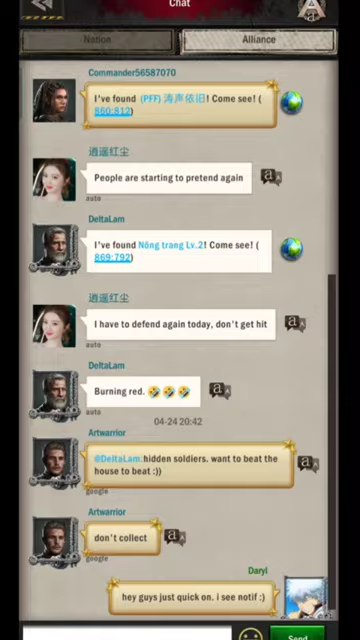 Chat
Nation
Alliance
Commander56587070
I've found (PFF) 涛声依旧! Come see! (
860:812)
逍遥红尘
People are starting to pretend again
auto
DeltaLam
I've found Nông trang Lv.2! Come see! (
869:792)
逍遥红尘
I have to defend again today, don't get hit
auto
DeltaLam
Burning red. 🤣🤣🤣
auto
04-24 20:42
Artwarrior
@DeltaLam:hidden soldiers. want to beat the
house to beat :))
google
Artwarrior
don't collect
google
Daryl
hey guys just quick on. i see notif :)
Send